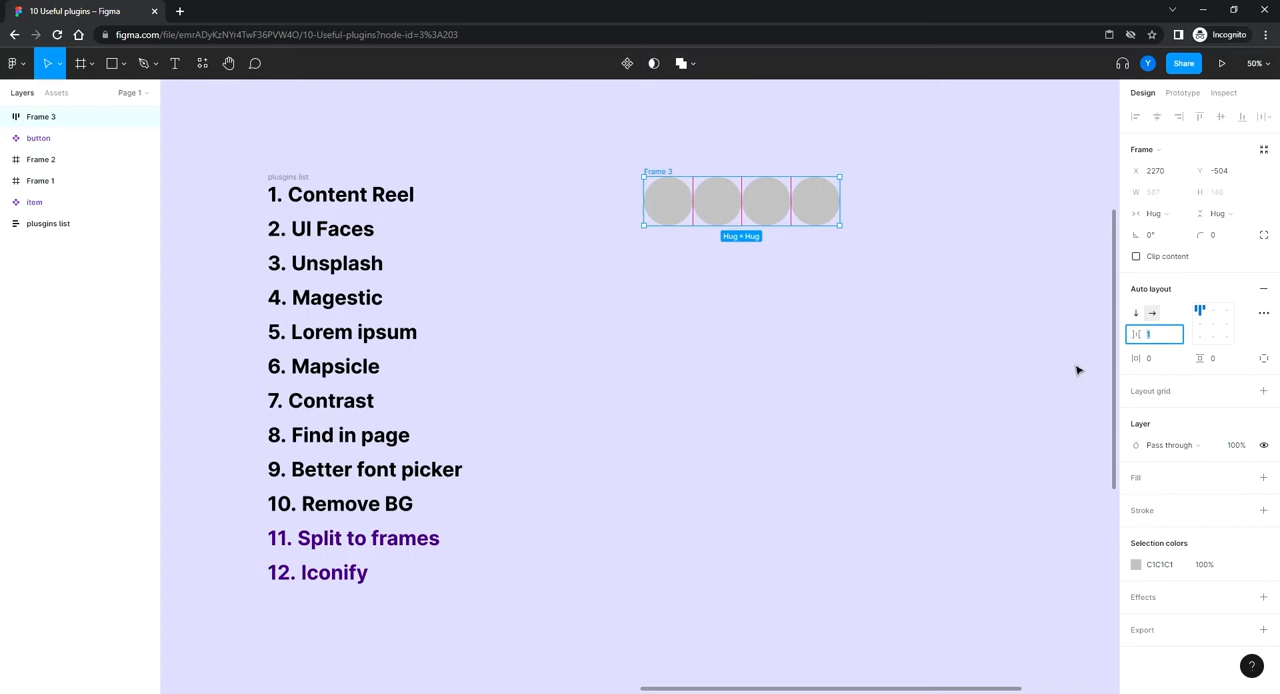 10 Useful plugins – Figma
figma.com/file/emrADyKzNYr4TwF36PVW4O/10-Useful-plugins?node-id=3%3A203
Incognito
Share
Y
50%
Layers
Assets
Page 1
Design
Prototype
Inspect
Frame 3
button
Frame 2
Frame 1
item
plusgins list
plusgins list
1. Content Reel
2. UI Faces
3. Unsplash
4. Magestic
5. Lorem ipsum
6. Mapsicle
7. Contrast
8. Find in page
9. Better font picker
10. Remove BG
11. Split to frames
12. Iconify
Frame 3
Hug × Hug
Frame
X 2270 Y -504
W 587 H 146
Hug Hug
0° 0
Clip content
Auto layout
1
0 0
Layout grid
Layer
Pass through 100%
Fill
Stroke
Selection colors
C1C1C1 100%
Effects
Export
?